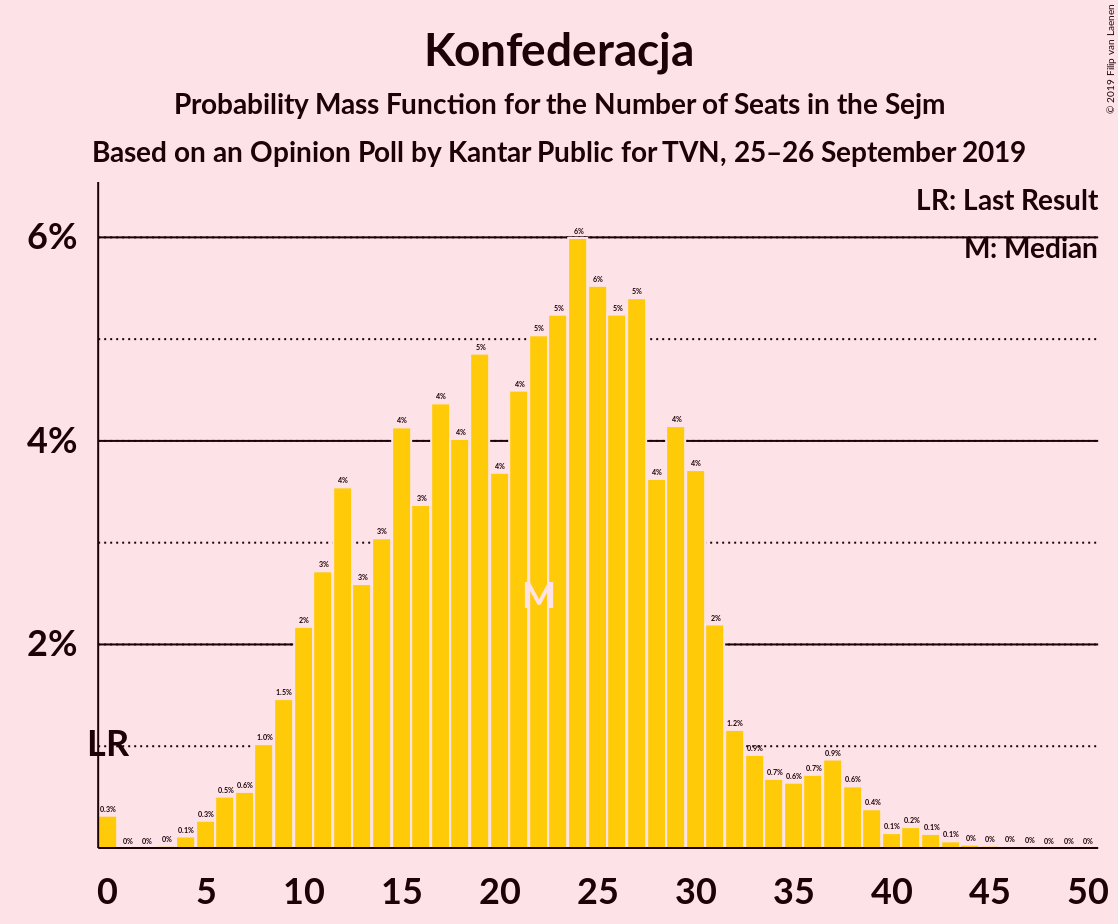 Konfederacja
Probability Mass Function for the Number of Seats in the Sejm
Based on an Opinion Poll by Kantar Public for TVN, 25–26 September 2019
© 2019 Filip van Laenen
LR: Last Result
M: Median
6%
4%
2%
LR
M
0.3% 0% 0% 0% 0.1% 0.3% 0.5% 0.6% 1.0% 1.5% 2% 3% 4% 3% 3% 4% 3% 4% 4% 5% 4% 4% 5% 5% 6% 6% 5% 5% 4% 4% 4% 2% 1.2% 0.9% 0.7% 0.6% 0.7% 0.9% 0.6% 0.4% 0.1% 0.2% 0.1% 0.1% 0% 0% 0% 0% 0% 0% 0%
0 5 10 15 20 25 30 35 40 45 50